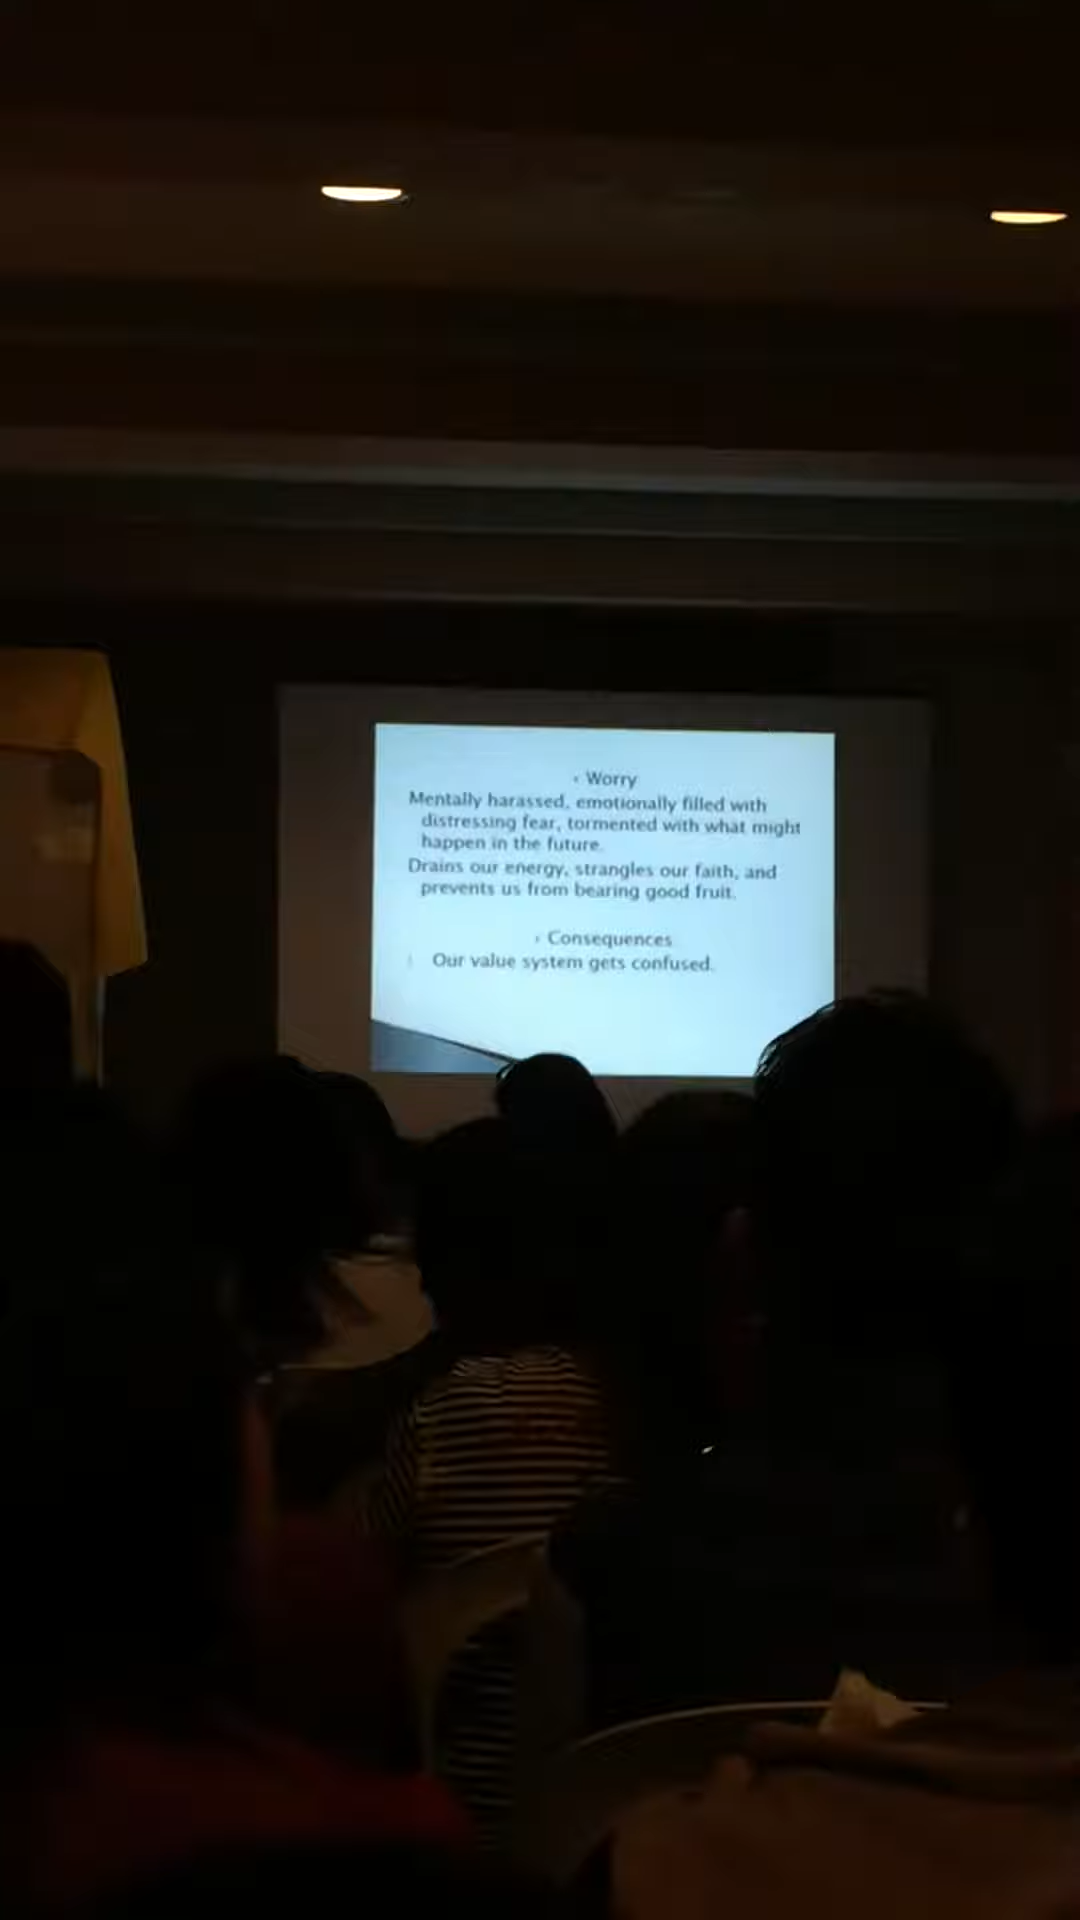 Worry
Mentally harassed, emotionally filled with
distressing fear, tormented with what might
happen in the future.
Drains our energy, strangles our faith, and
prevents us from bearing good fruit.
Consequences
Our value system gets confused.